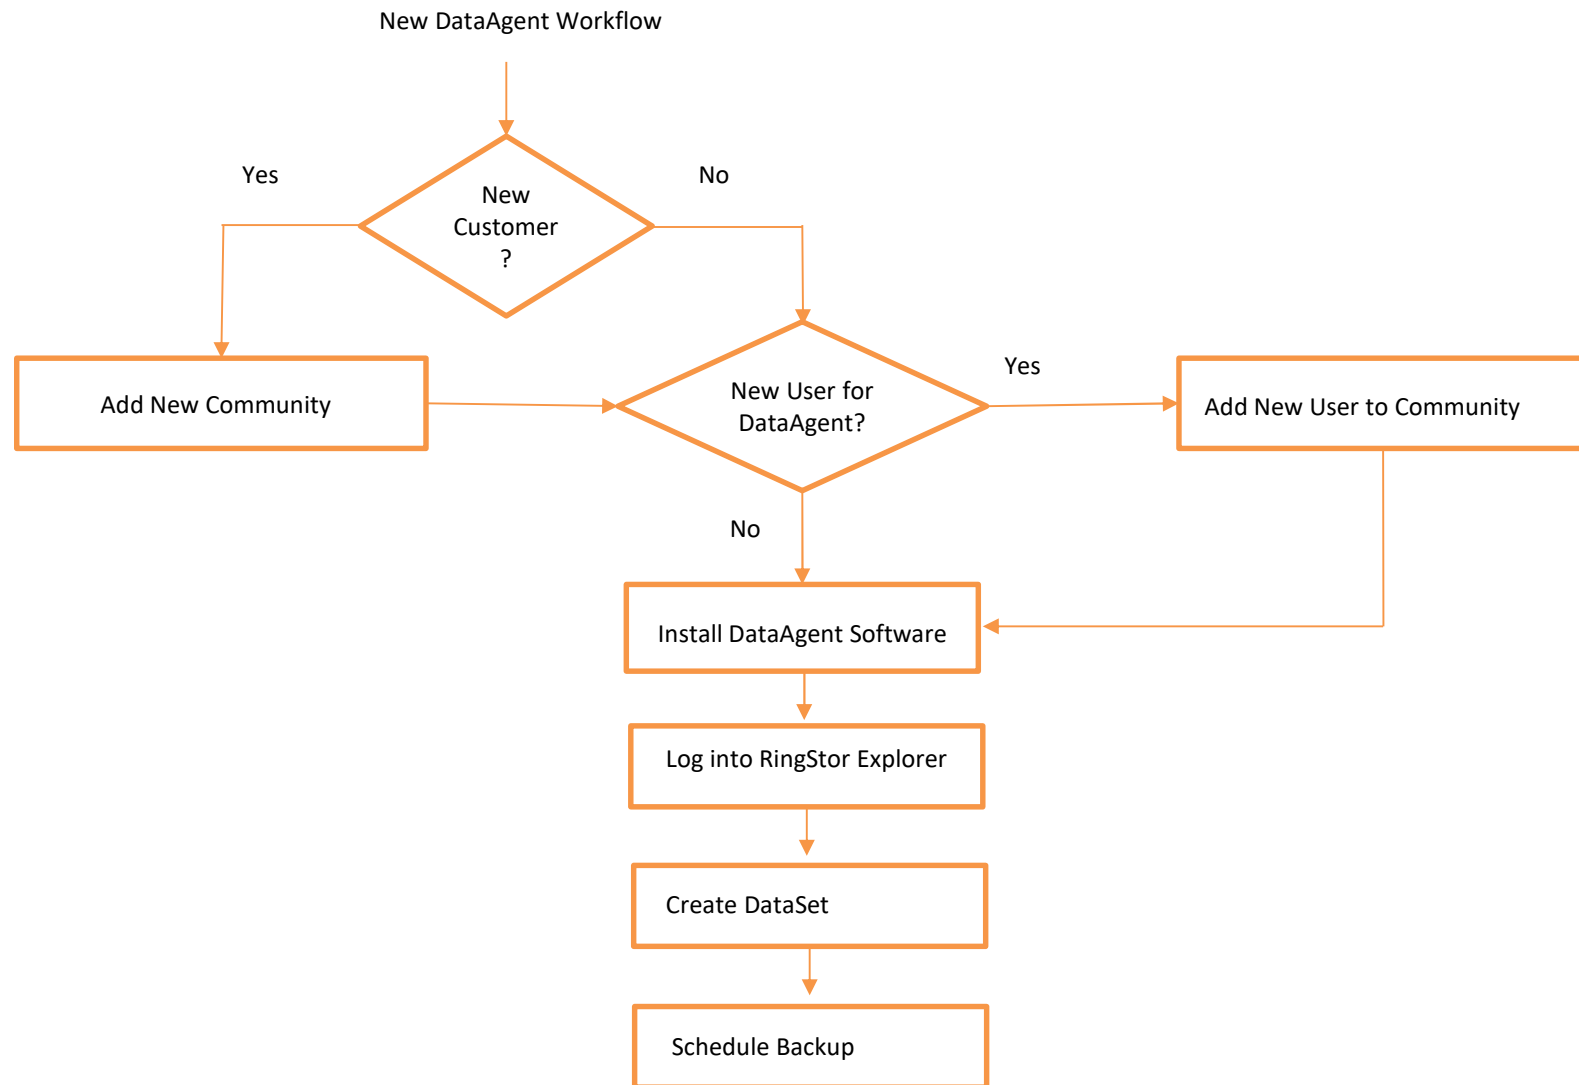 New DataAgent Workflow
Yes
No
New
Customer
?
Add New Community
New User for
DataAgent?
Yes
Add New User to Community
No
Install DataAgent Software
Log into RingStor Explorer
Create DataSet
Schedule Backup